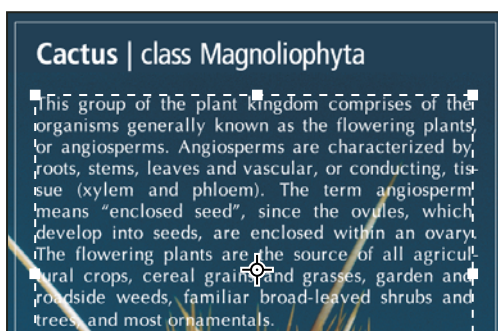 Cactus | class Magnoliophyta
This group of the plant kingdom comprises of the
organisms generally known as the flowering plants,
or angiosperms. Angiosperms are characterized by
roots, stems, leaves and vascular, or conducting, tis-
sue (xylem and phloem). The term angiosperm
means “enclosed seed”, since the ovules, which
develop into seeds, are enclosed within an ovary.
The flowering plants are the source of all agricul-
tural crops, cereal grains and grasses, garden and
roadside weeds, familiar broad-leaved shrubs and
trees, and most ornamentals.